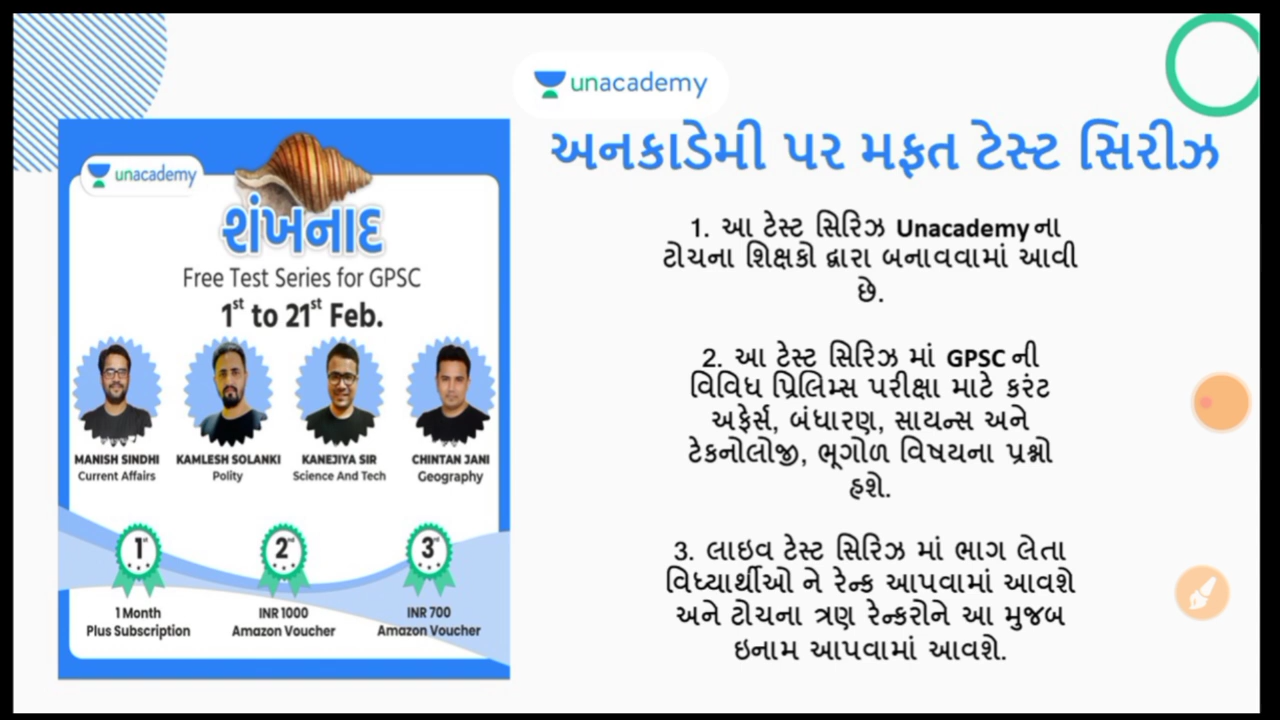 unacademy
unacademy
શંખનાદ
Free Test Series for GPSC
1st to 21st Feb.
MANISH SINDHI
Current Affairs
KAMLESH SOLANKI
Polity
KANEJIYA SIR
Science And Tech
CHINTAN JANI
Geography
1st
2nd
3rd
1 Month
Plus Subscription
INR 1000
Amazon Voucher
INR 700
Amazon Voucher
અનકાડેમી પર મફત ટેસ્ટ સિરીઝ
1. આ ટેસ્ટ સિરિઝ Unacademy ના
ટોચના શિક્ષકો દ્વારા બનાવવામાં આવી
છે.
2. આ ટેસ્ટ સિરિઝ માં GPSC ની
વિવિધ પ્રિલિમ્સ પરીક્ષા માટે કરંટ
અફેર્સ, બંધારણ, સાયન્સ અને
ટેકનોલોજી, ભૂગોળ વિષયના પ્રશ્નો
હશે.
3. લાઇવ ટેસ્ટ સિરિઝ માં ભાગ લેતા
વિધ્યાર્થીઓ ને રેન્ક આપવામાં આવશે
અને ટોચના ત્રણ રેન્કરોને આ મુજબ
ઇનામ આપવામાં આવશે.